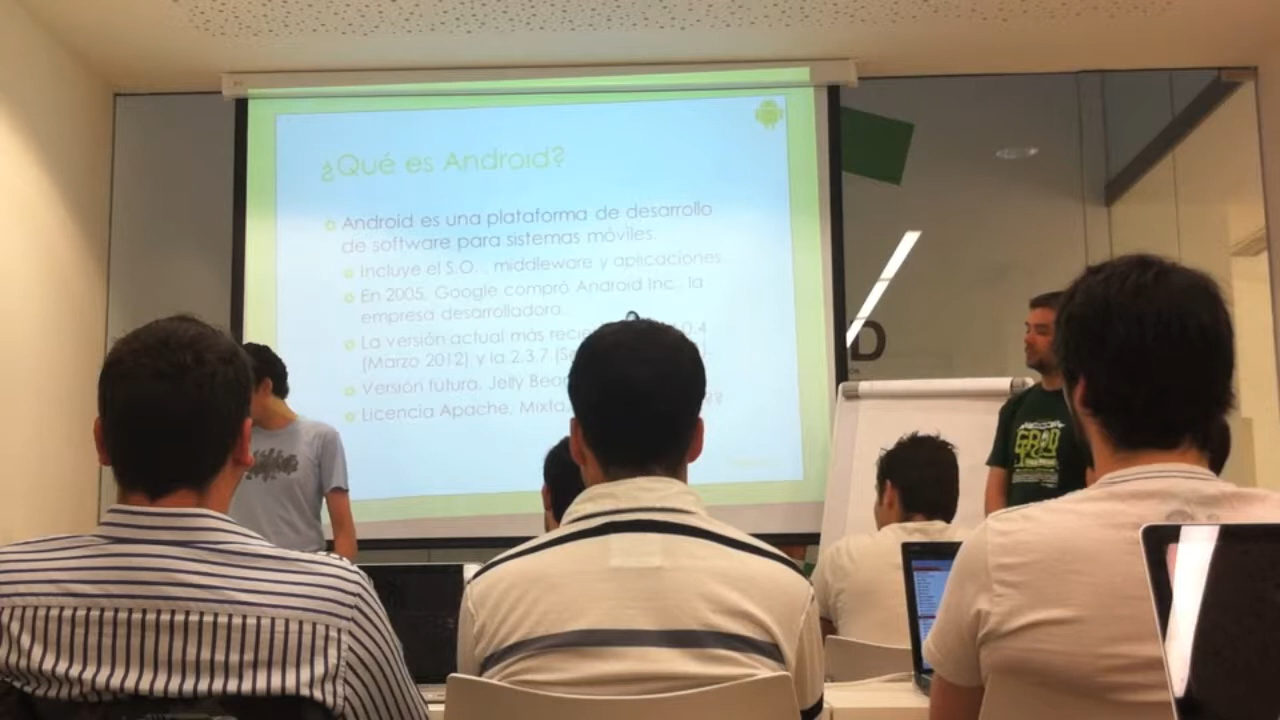 ¿Qué es Android?
Android es una plataforma de desarrollo
de software para sistemas móviles.
Incluye el S.O., middleware y aplicaciones
En 2005, Google compró Android Inc., la
empresa desarrolladora.
La versión actual más 0.4
(Marzo 2012) y la 2.3.7
Versión futura, Jelly
Licencia Apache, Mixta,
D